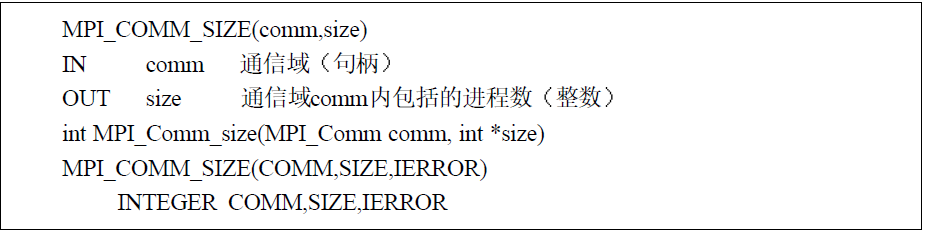 MPI_COMM_SIZE(comm,size)
IN comm 通信域（句柄）
OUT size 通信域comm内包括的进程数（整数）
int MPI_Comm_size(MPI_Comm comm, int *size)
MPI_COMM_SIZE(COMM,SIZE,IERROR)
INTEGER COMM,SIZE,IERROR